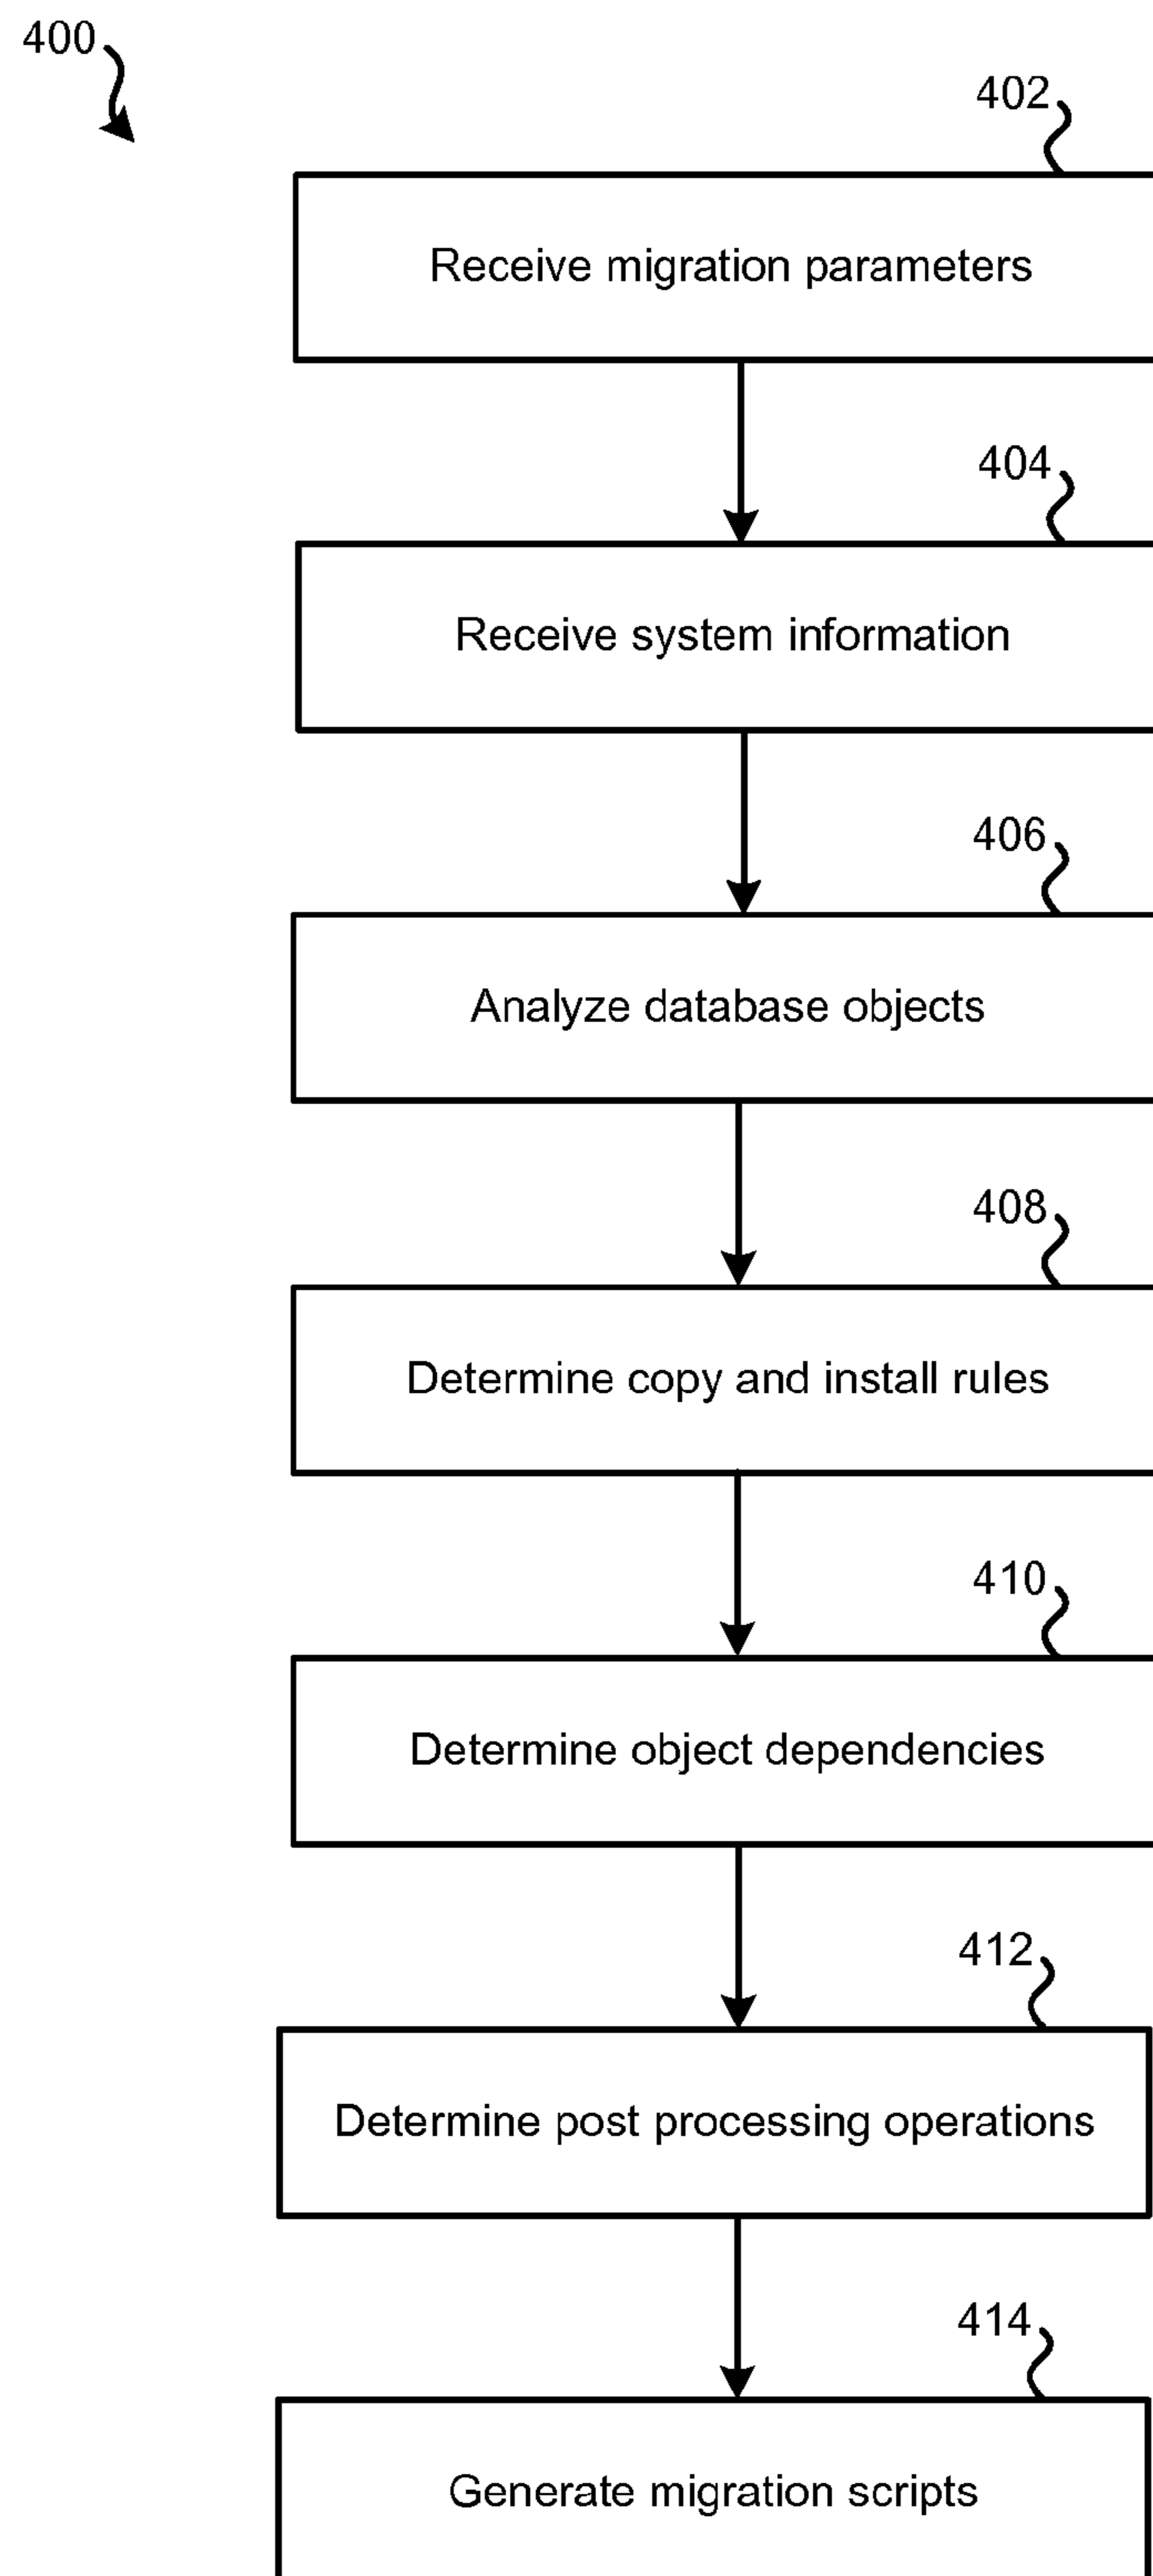 400
402
Receive migration parameters
404
Receive system information
406
Analyze database objects
408
Determine copy and install rules
410
Determine object dependencies
412
Determine post processing operations
414
Generate migration scripts